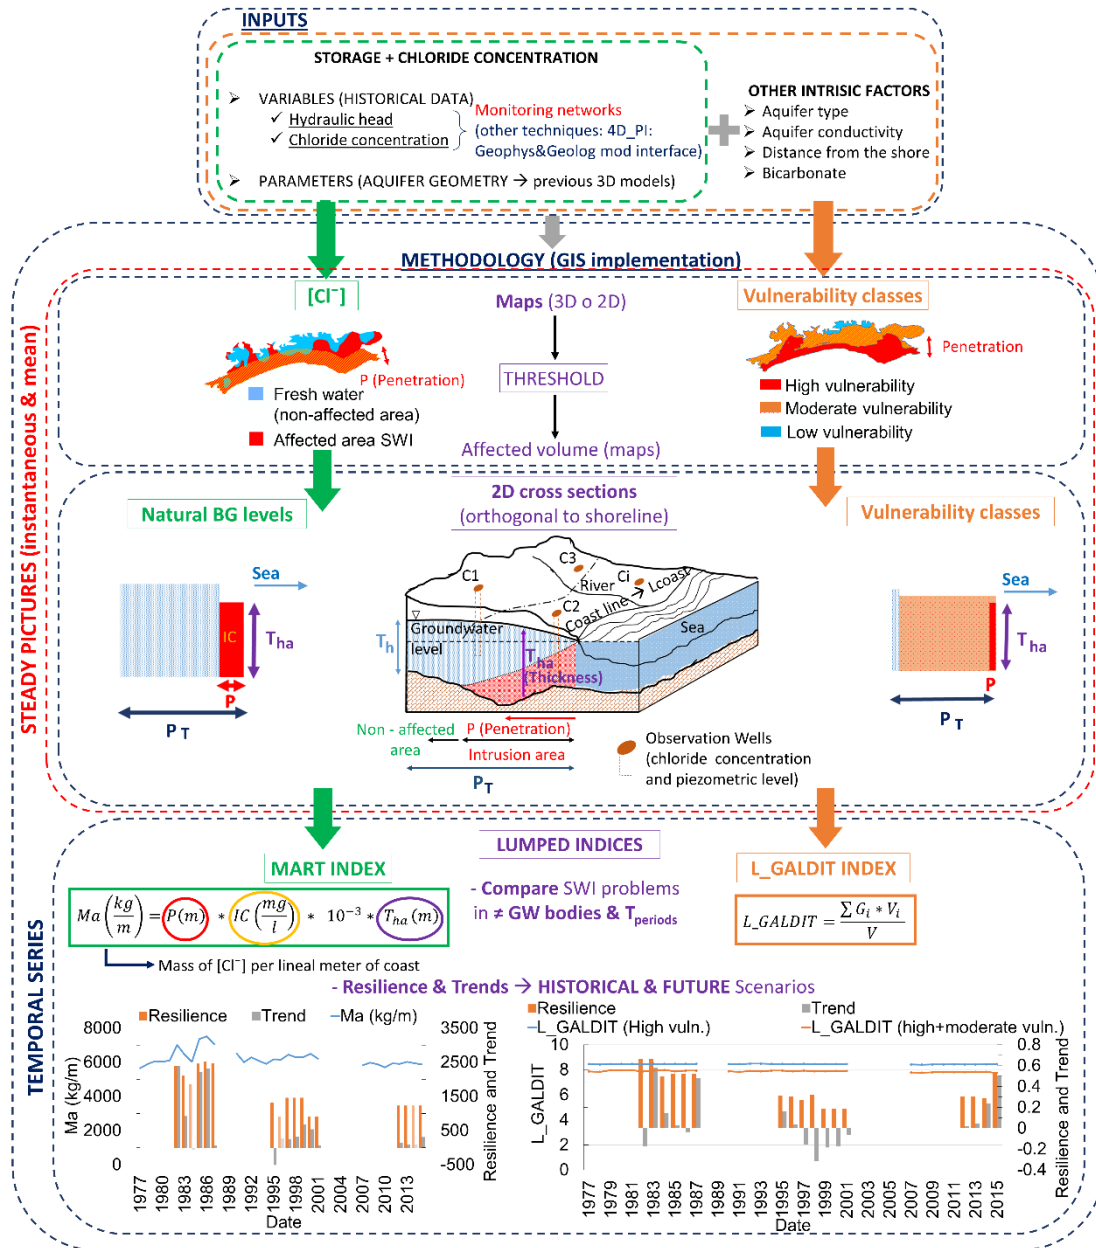 INPUTS
STORAGE + CHLORIDE CONCENTRATION
➤ VARIABLES (HISTORICAL DATA)
✓ Hydraulic head
✓ Chloride concentration
Monitoring networks
(other techniques: 4D_PI:
Geophys&Geolog mod interface)
➤ PARAMETERS (AQUIFER GEOMETRY → previous 3D models)
OTHER INTRISIC FACTORS
➤ Aquifer type
➤ Aquifer conductivity
➤ Distance from the shore
➤ Bicarbonate
STEADY PICTURES (instantaneous & mean)
METHODOLOGY (GIS implementation)
[Cl⁻]
P (Penetration)
Fresh water
(non-affected area)
Affected area SWI
Maps (3D o 2D)
THRESHOLD
Affected volume (maps)
Vulnerability classes
Penetration
High vulnerability
Moderate vulnerability
Low vulnerability
Natural BG levels
Sea
IC
T ha
P
P T
2D cross sections
(orthogonal to shoreline)
C1
C3
Ci
River
C2
Coast line → Lcoast
Groundwater
level
Sea
T h
T ha
(Thickness)
Non - affected
area
P (Penetration)
Intrusion area
P T
Observation Wells
(chloride concentration
and piezometric level)
Vulnerability classes
Sea
T ha
P
P T
TEMPORAL SERIES
LUMPED INDICES
MART INDEX
Ma (kg/m) = P(m) * IC (mg/l) * 10⁻³ * T ha (m)
Mass of [Cl⁻] per lineal meter of coast
- Compare SWI problems
in ≠ GW bodies & T periods
L_GALDIT INDEX
L_GALDIT = ∑ G i * V i / V
- Resilience & Trends → HISTORICAL & FUTURE Scenarios
Resilience Trend Ma (kg/m)
8000
6000
4000
2000
0
Ma (kg/m)
3500
2500
1500
500
-500
Resilience and Trend
1977 1980 1983 1986 1989 1992 1995 1998 2001 2004 2007 2010 2013
Date
Resilience Trend
L_GALDIT (High vuln.) L_GALDIT (high+moderate vuln.)
10
8
6
4
2
0
L_GALDIT
0.8
0.6
0.4
0.2
0
-0.2
-0.4
Resilience and Trend
1977 1979 1981 1983 1985 1987 1989 1991 1993 1995 1997 1999 2001 2003 2005 2007 2009 2011 2013 2015
Date